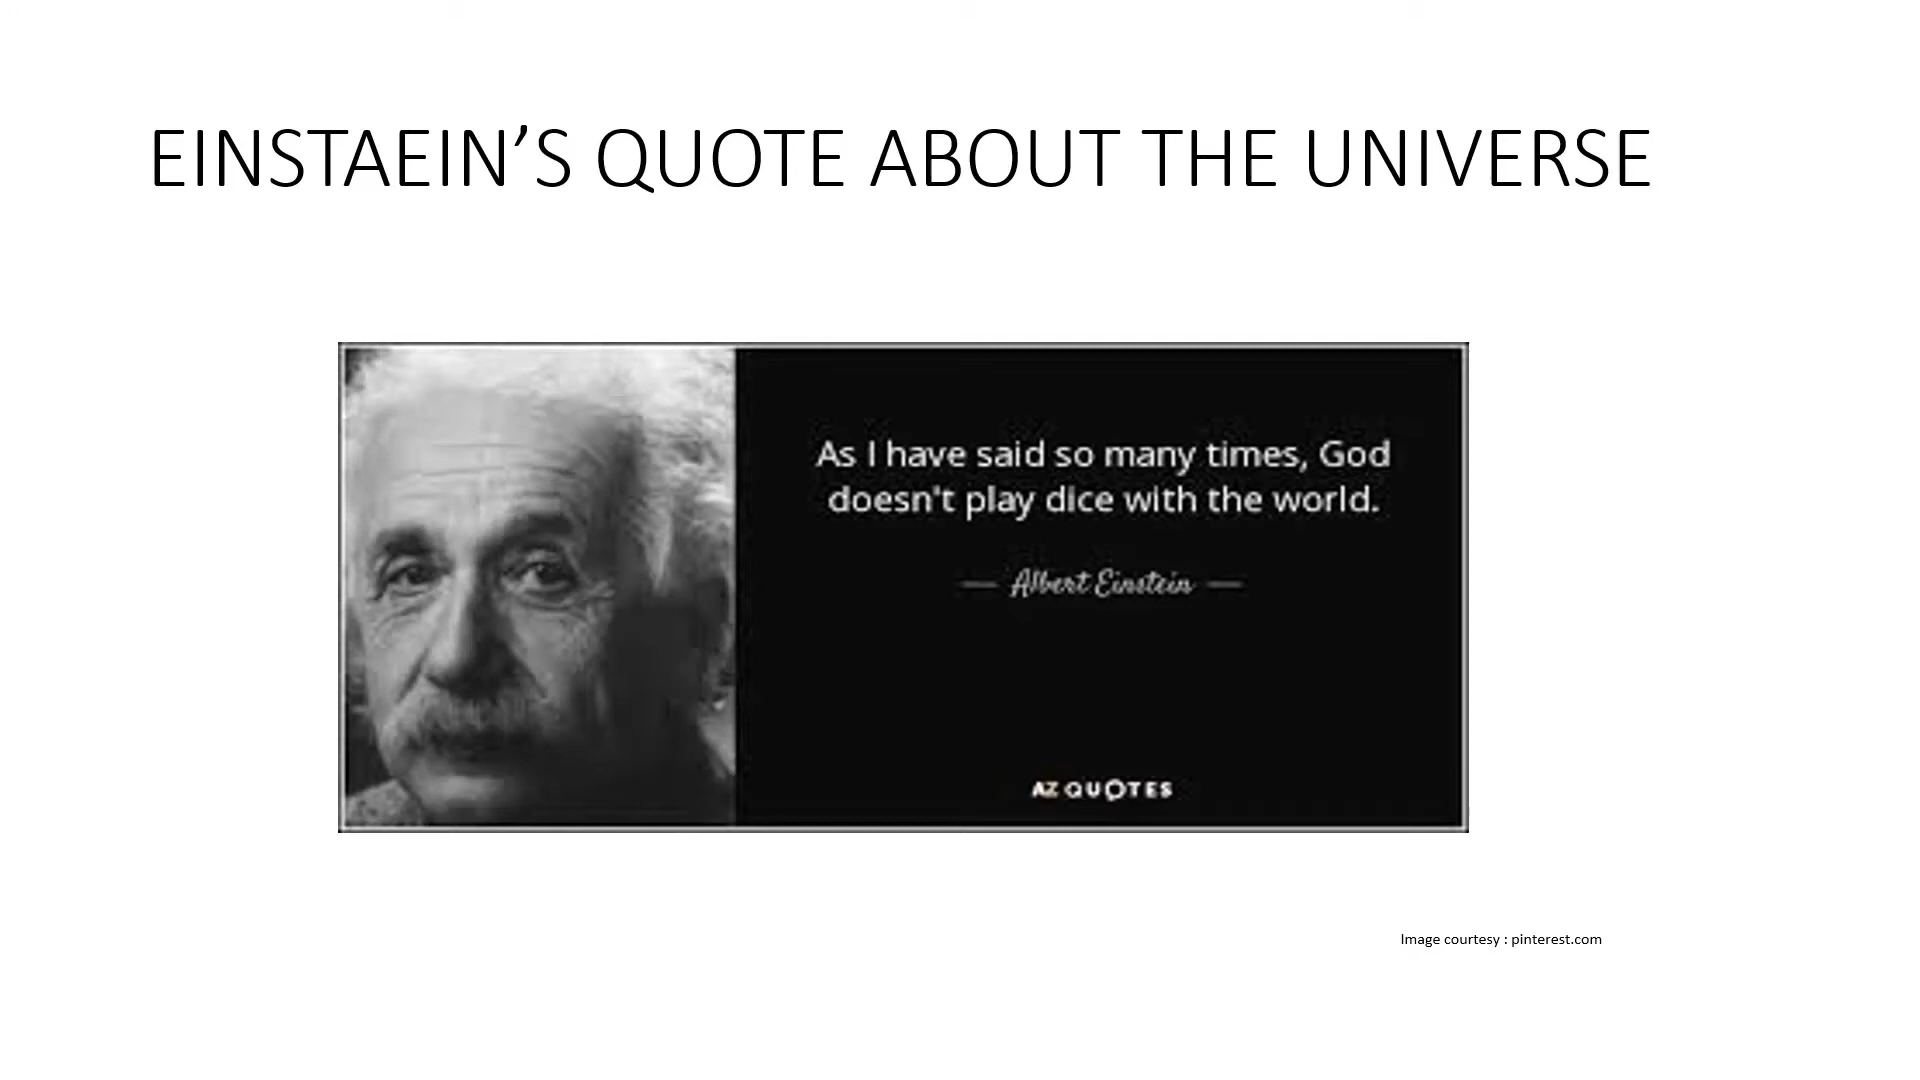 EINSTAEIN’S QUOTE ABOUT THE UNIVERSE
As I have said so many times, God
doesn't play dice with the world.
— Albert Einstein —
AZ QUOTES
Image courtesy : pinterest.com